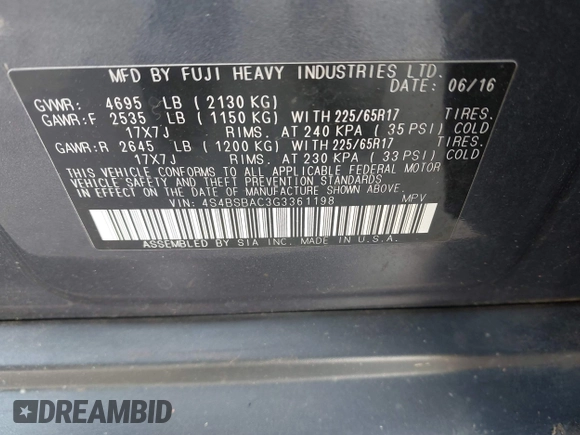 MFD BY FUJI HEAVY INDUSTRIES LTD.
DATE: 06/16
GVWR: 4695 LB (2130 KG)
GAWR:F 2535 LB (1150 KG) WITH 225/65R17 TIRES.
17X7J RIMS. AT 240 KPA (35 PSI) COLD
GAWR:R 2645 LB (1200 KG) WITH 225/65R17 TIRES.
17X7J RIMS. AT 230 KPA (33 PSI) COLD
THIS VEHICLE CONFORMS TO ALL APPLICABLE FEDERAL MOTOR
VEHICLE SAFETY AND THEFT PREVENTION STANDARDS
IN EFFECT ON THE DATE OF MANUFACTURE SHOWN ABOVE.
VIN: 4S4BSBAC3G3361198 MPV
ASSEMBLED BY SIA INC. MADE IN U.S.A.
DREAMBID